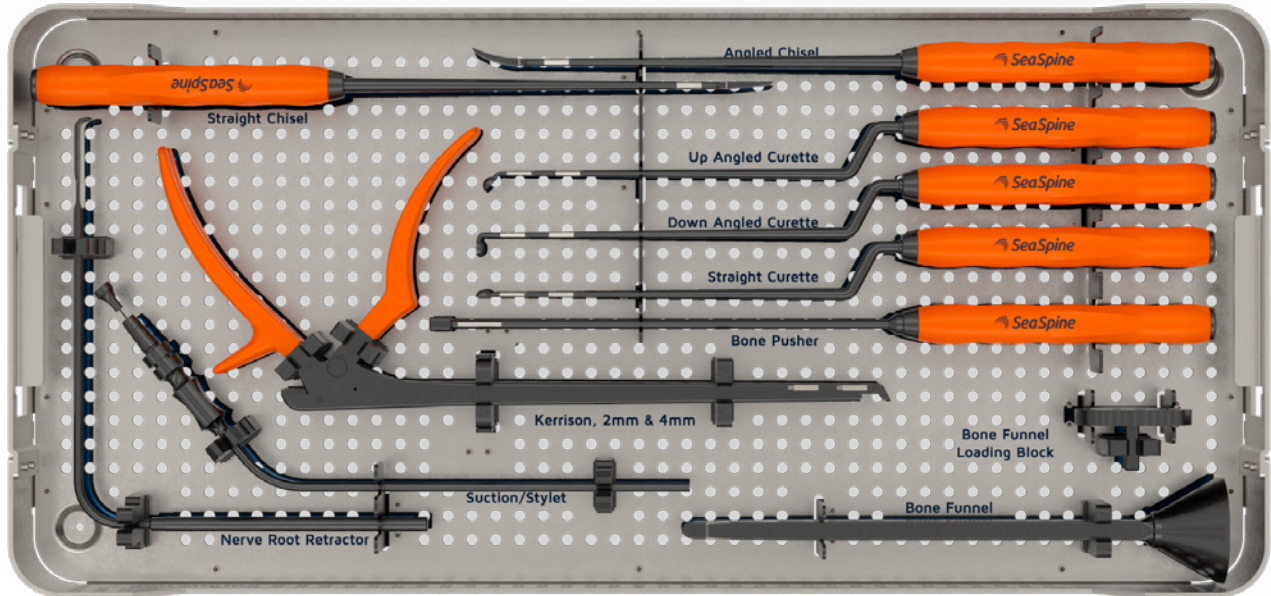 Angled Chisel
SeaSpine
SeaSpine
Straight Chisel
SeaSpine
Up Angled Curette
SeaSpine
Down Angled Curette
SeaSpine
Straight Curette
SeaSpine
Bone Pusher
Kerrison, 2mm & 4mm
Bone Funnel
Loading Block
Suction/Stylet
Bone Funnel
Nerve Root Retractor